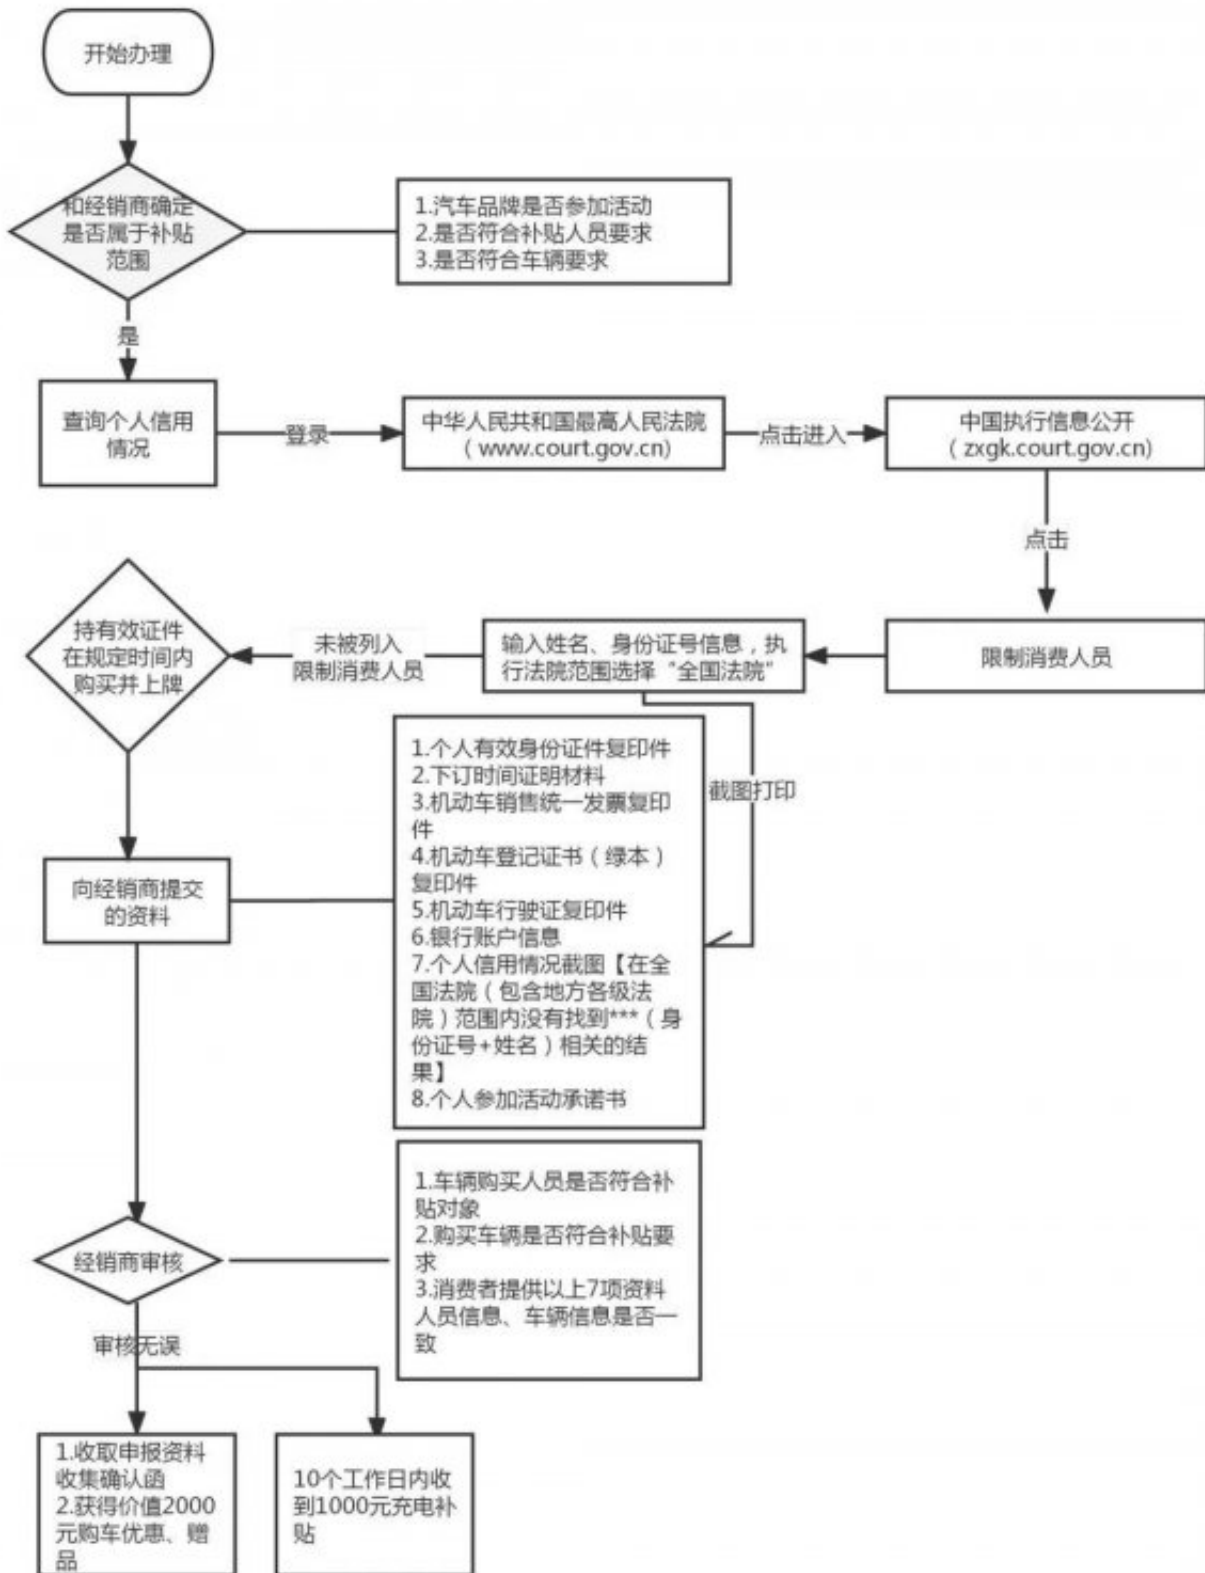 开始办理
和经销商确定
是否属于补贴
范围
1.汽车品牌是否参加活动
2.是否符合补贴人员要求
3.是否符合车辆要求
是
查询个人信用
情况
登录
中华人民共和国最高人民法院
（www.court.gov.cn)
点击进入
中国执行信息公开
（zxgk.court.gov.cn)
点击
限制消费人员
输入姓名、身份证号信息，执
行法院范围选择“全国法院”
未被列入
限制消费人员
持有效证件
在规定时间内
购买并上牌
截图打印
向经销商提交
的资料
1.个人有效身份证件复印件
2.下订时间证明材料
3.机动车销售统一发票复印
件
4.机动车登记证书（绿本）
复印件
5.机动车行驶证复印件
6.银行账户信息
7.个人信用情况截图【在全
国法院（包含地方各级法
院）范围内没有找到***（身
份证号+姓名）相关的结
果】
8.个人参加活动承诺书
经销商审核
1.车辆购买人员是否符合补
贴对象
2.购买车辆是否符合补贴要
求
3.消费者提供以上7项资料
人员信息、车辆信息是否一
致
审核无误
1.收取申报资料
收集确认函
2.获得价值2000
元购车优惠、赠
品
10个工作日内收
到1000元充电补
贴